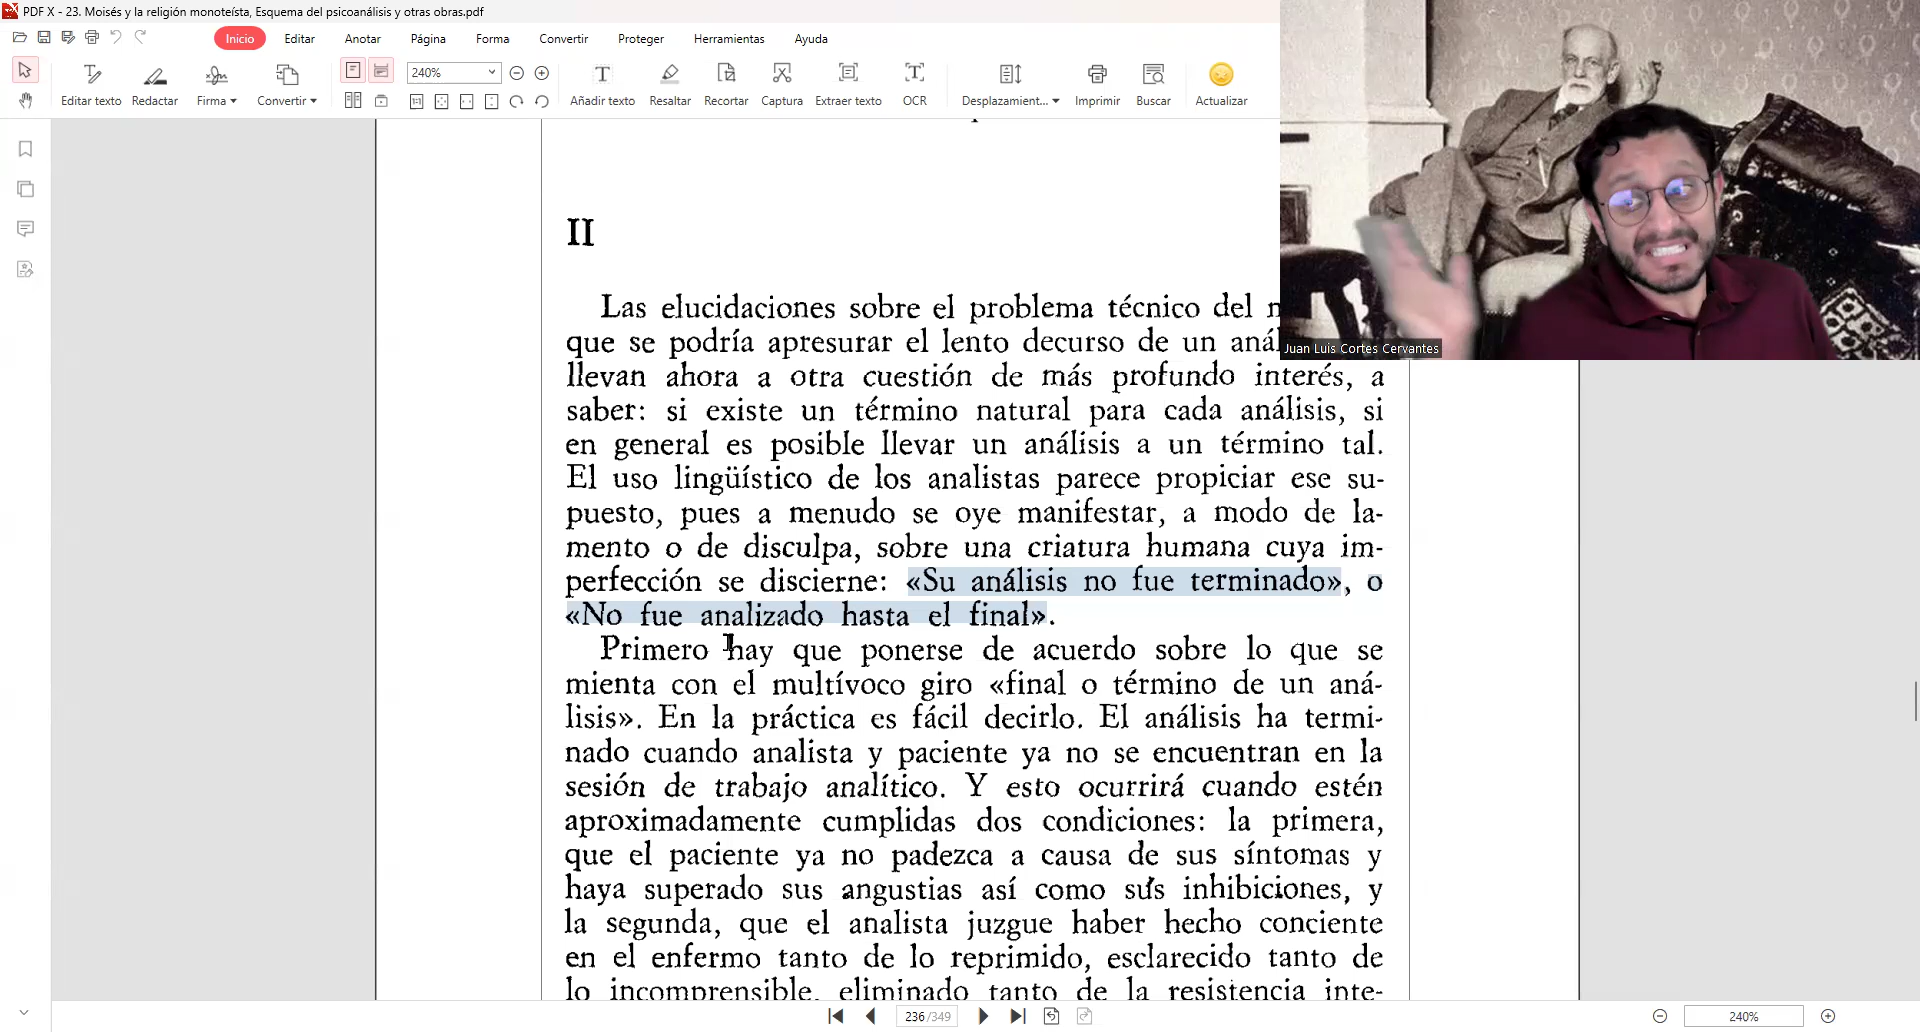 PDF X - 23. Moisés y la religión monoteísta, Esquema del psicoanálisis y otras obras.pdf
Inicio Editar Anotar Página Forma Convertir Proteger Herramientas Ayuda
240%
Editar texto Redactar Firma Convertir Añadir texto Resaltar Recortar Captura Extraer texto OCR Desplazamient... Imprimir Buscar Actualizar
Juan Luis Cortes Cervantes
II
Las elucidaciones sobre el problema técnico del
que se podría apresurar el lento decurso de un
llevan ahora a otra cuestión de más profundo interés, a
saber: si existe un término natural para cada análisis, si
en general es posible llevar un análisis a un término tal.
El uso lingüístico de los analistas parece propiciar ese su-
puesto, pues a menudo se oye manifestar, a modo de la-
mento o de disculpa, sobre una criatura humana cuya im-
perfección se discierne: «Su análisis no fue terminado», o
«No fue analizado hasta el final».
Primero hay que ponerse de acuerdo sobre lo que se
mienta con el multívoco giro «final o término de un aná-
lisis». En la práctica es fácil decirlo. El análisis ha termi-
nado cuando analista y paciente ya no se encuentran en la
sesión de trabajo analítico. Y esto ocurrirá cuando estén
aproximadamente cumplidas dos condiciones: la primera,
que el paciente ya no padezca a causa de sus síntomas y
haya superado sus angustias así como sus inhibiciones, y
la segunda, que el analista juzgue haber hecho conciente
en el enfermo tanto de lo reprimido, esclarecido tanto de
lo incomprensible, eliminado tanto de la resistencia inte-
236/349
240%